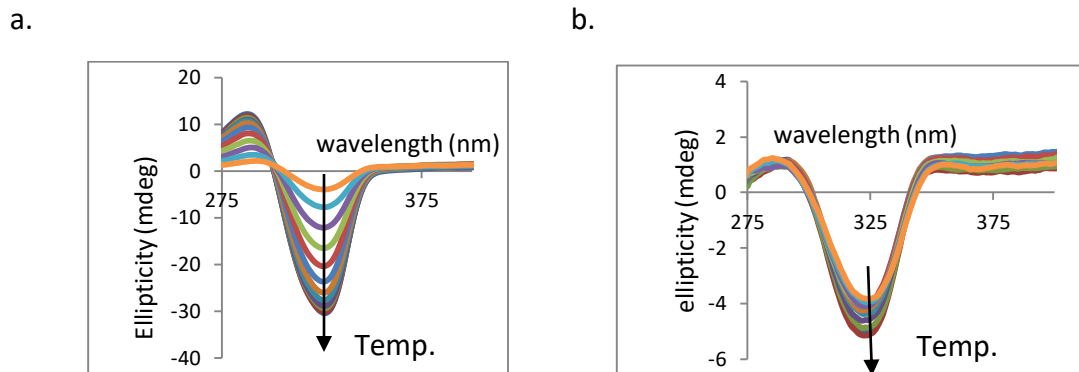 a.
b.
20
10
0
-10
-20
-30
-40
275
375
wavelength (nm)
Ellipticity (mdeg)
Temp.
4
2
0
-2
-4
-6
275
325
375
wavelength (nm)
ellipticity (mdeg)
Temp.